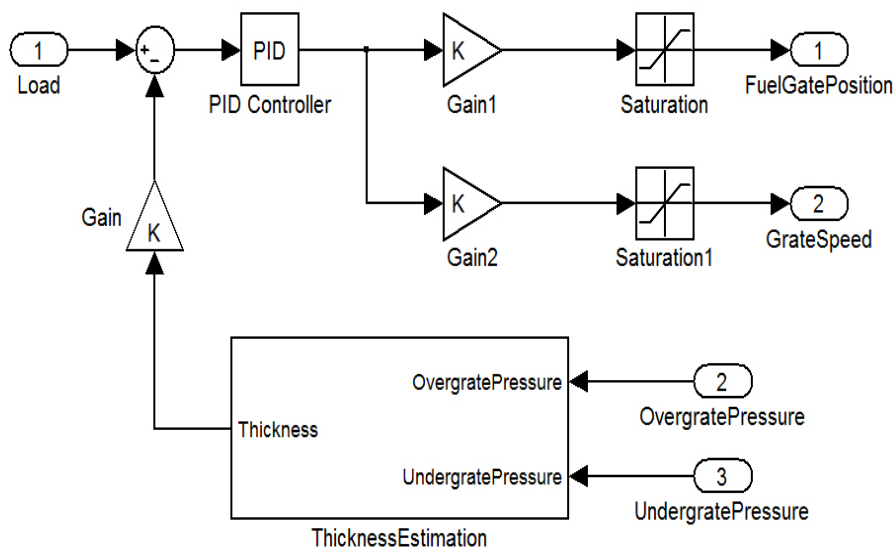 1
Load
+
-
PID
PID Controller
K
Gain1
Saturation
1
FuelGatePosition
Gain
K
K
Gain2
Saturation1
2
GrateSpeed
Thickness
OvergratePressure
UndergratePressure
ThicknessEstimation
2
OvergratePressure
3
UndergratePressure